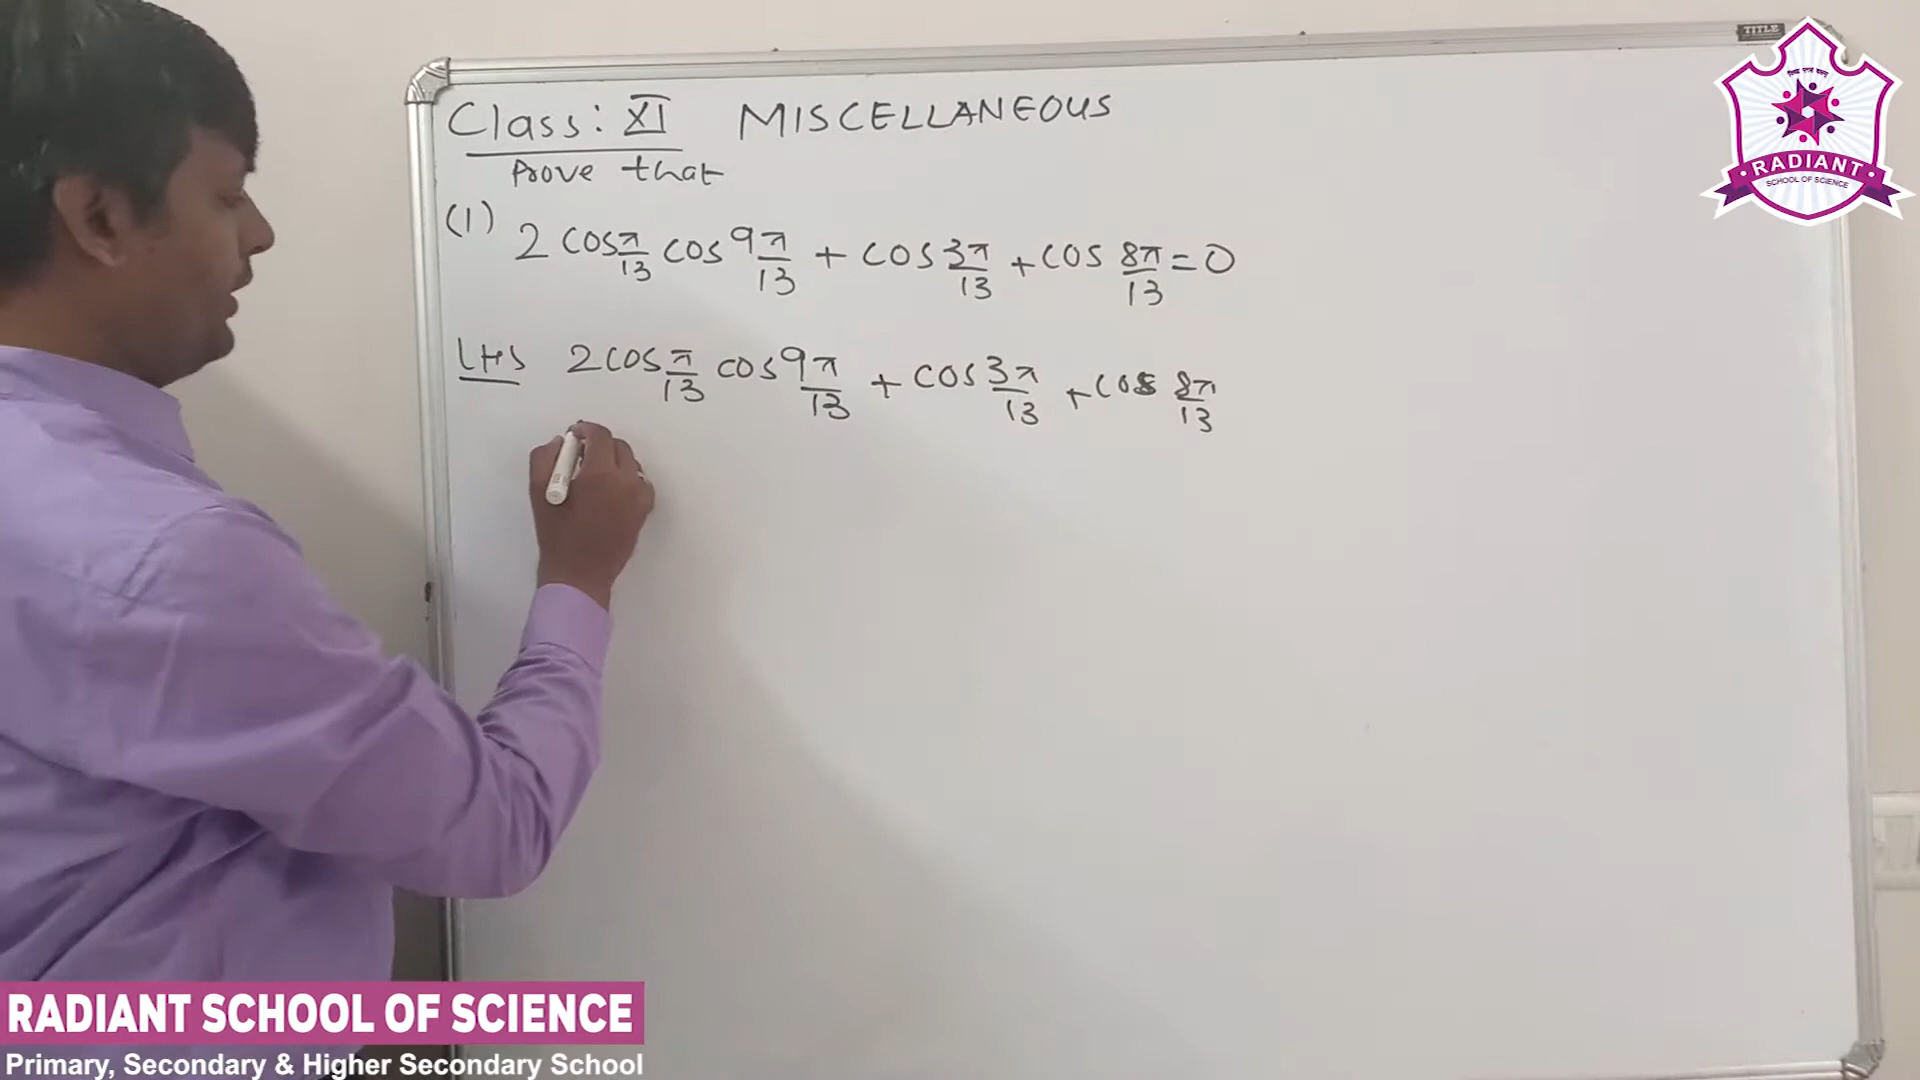 TITLE
Class: XI MISCELLANEOUS
Prove that
(1) 2 cos π/13 cos 9π/13 + cos 3π/13 + cos 8π/13 = 0
LHS 2 cos π/13 cos 9π/13 + cos 3π/13 + cos 8π/13
RADIANT
SCHOOL OF SCIENCE
RADIANT SCHOOL OF SCIENCE
Primary, Secondary & Higher Secondary School